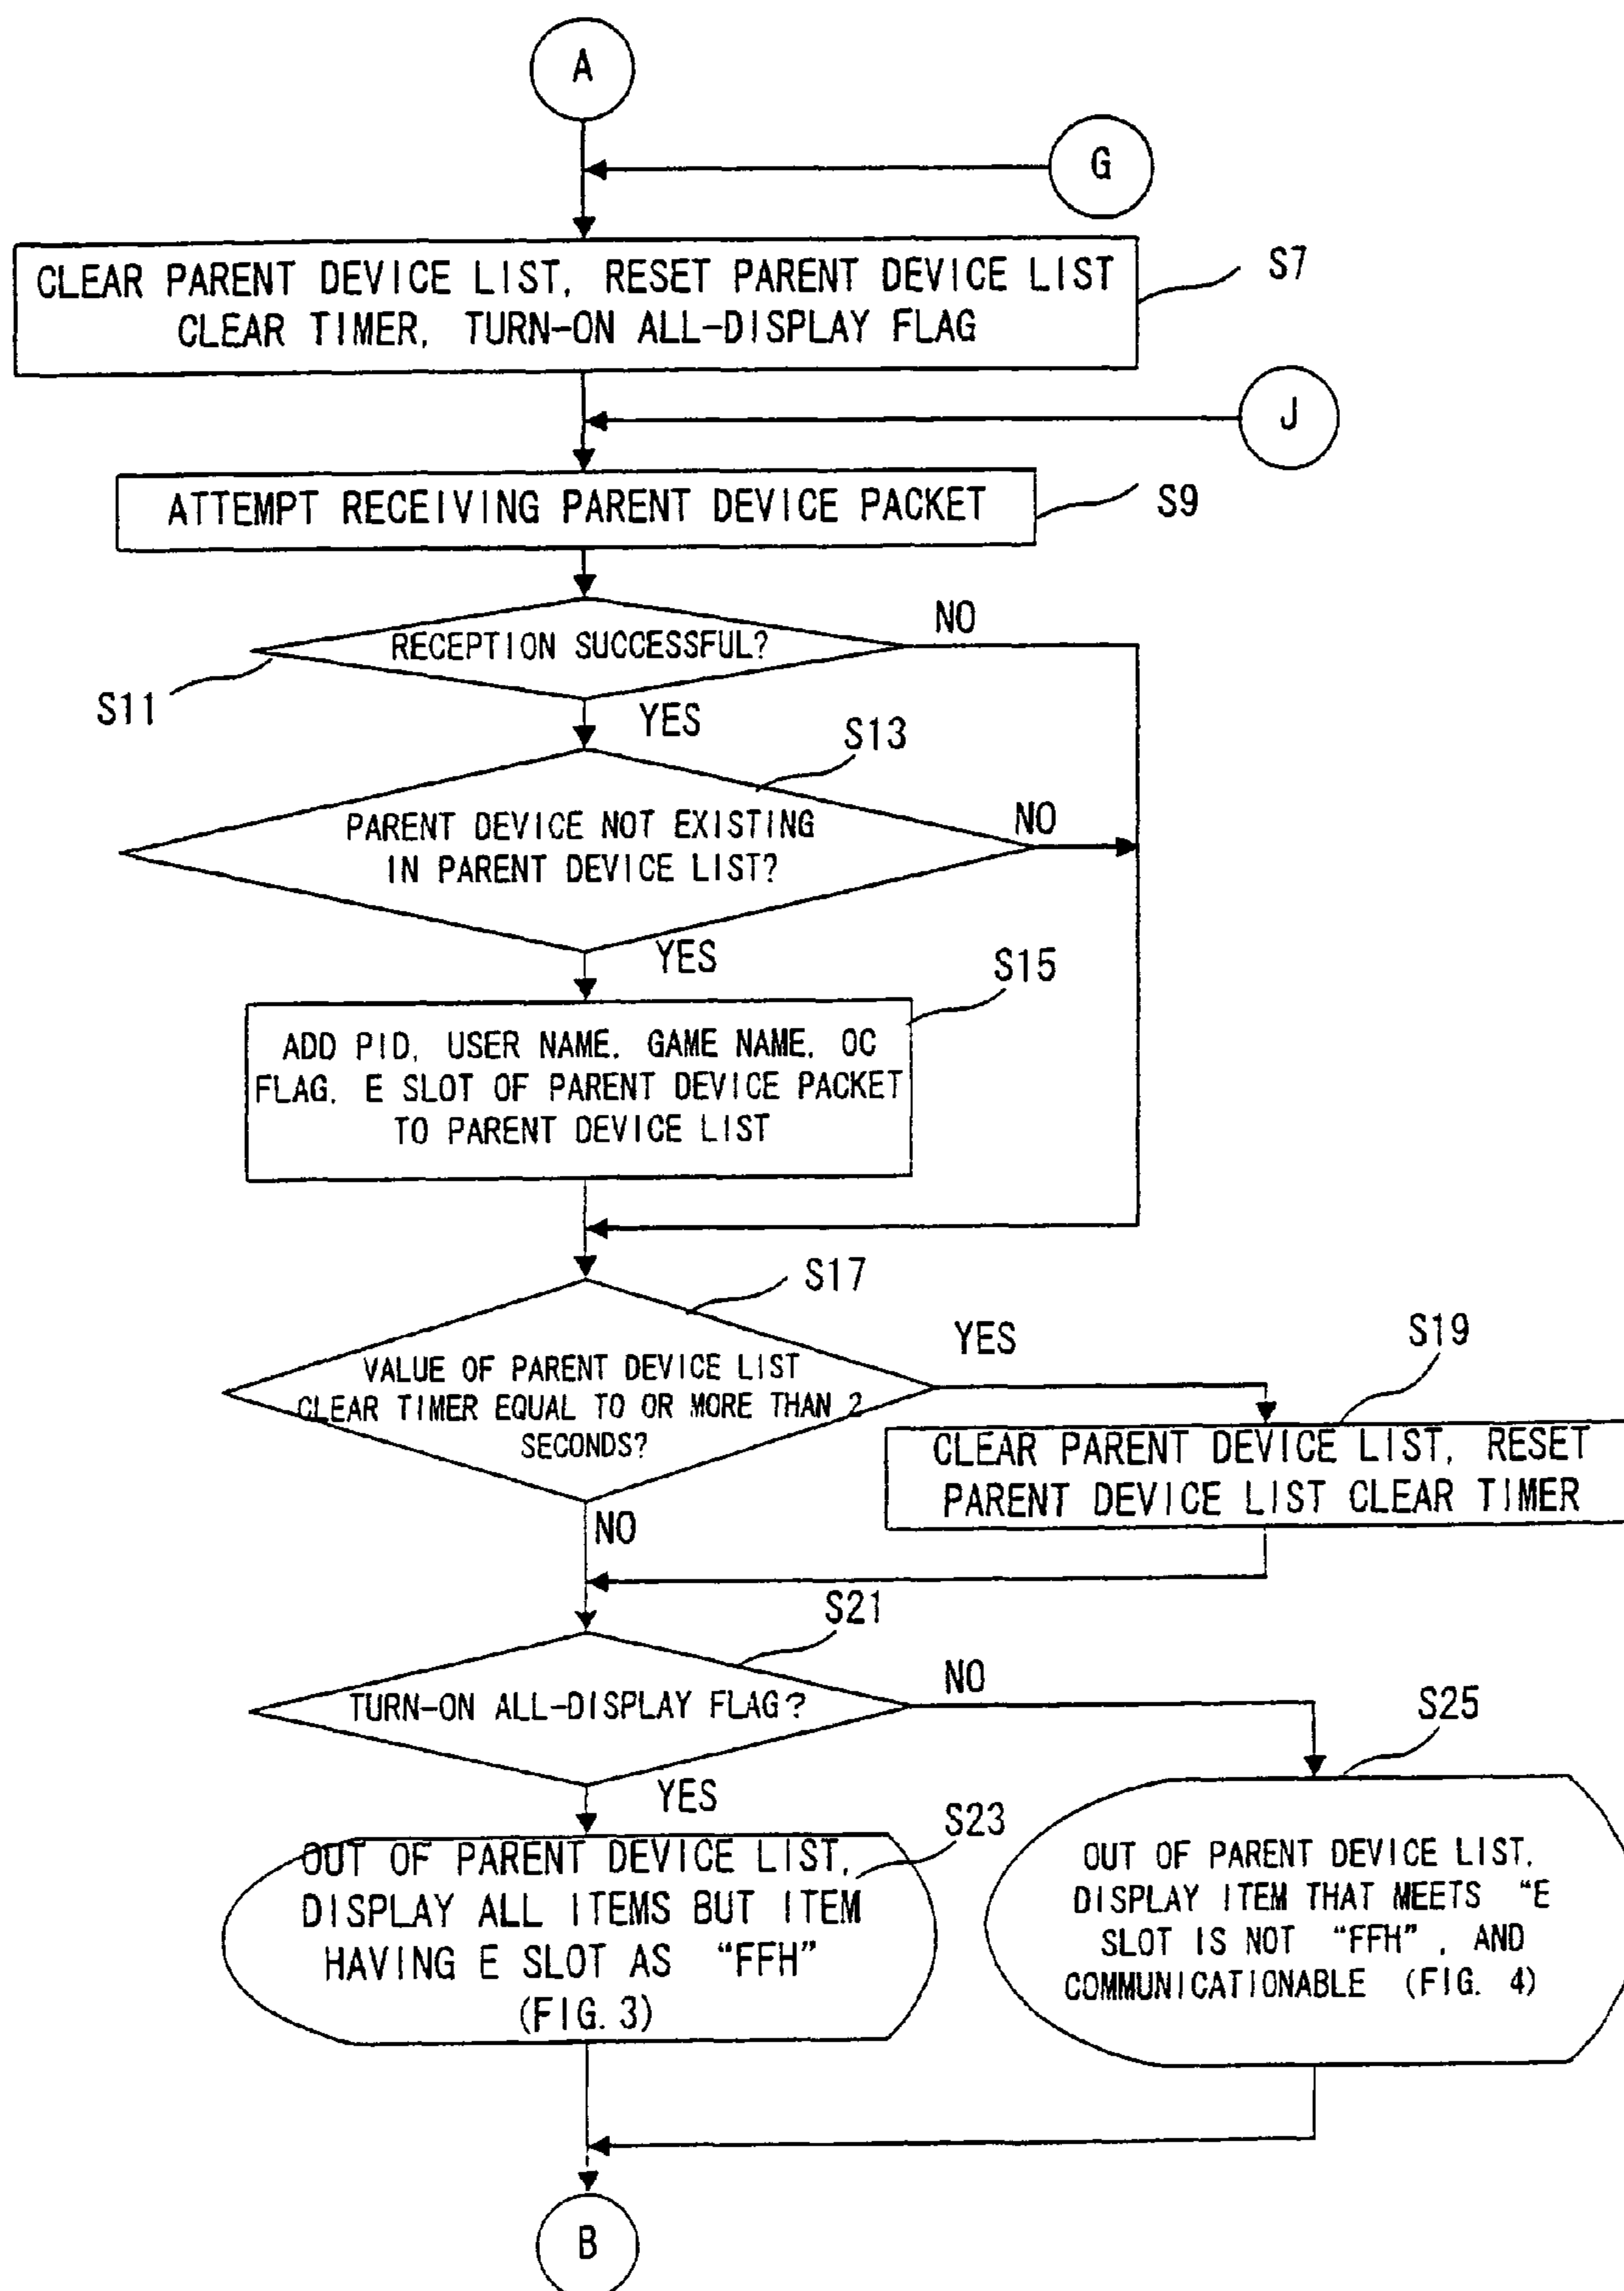 A
G
CLEAR PARENT DEVICE LIST, RESET PARENT DEVICE LIST
CLEAR TIMER, TURN-ON ALL-DISPLAY FLAG
S7
J
ATTEMPT RECEIVING PARENT DEVICE PACKET
S9
RECEPTION SUCCESSFUL?
NO
S11
YES
S13
PARENT DEVICE NOT EXISTING
IN PARENT DEVICE LIST?
NO
YES
S15
ADD PID, USER NAME, GAME NAME, OC
FLAG, E SLOT OF PARENT DEVICE PACKET
TO PARENT DEVICE LIST
S17
VALUE OF PARENT DEVICE LIST
CLEAR TIMER EQUAL TO OR MORE THAN 2
SECONDS?
YES
S19
CLEAR PARENT DEVICE LIST, RESET
PARENT DEVICE LIST CLEAR TIMER
NO
S21
TURN-ON ALL-DISPLAY FLAG?
NO
S25
YES
S23
OUT OF PARENT DEVICE LIST,
DISPLAY ALL ITEMS BUT ITEM
HAVING E SLOT AS "FFH"
(FIG. 3)
OUT OF PARENT DEVICE LIST,
DISPLAY ITEM THAT MEETS "E
SLOT IS NOT "FFH", AND
COMMUNICATIONABLE (FIG. 4)
B